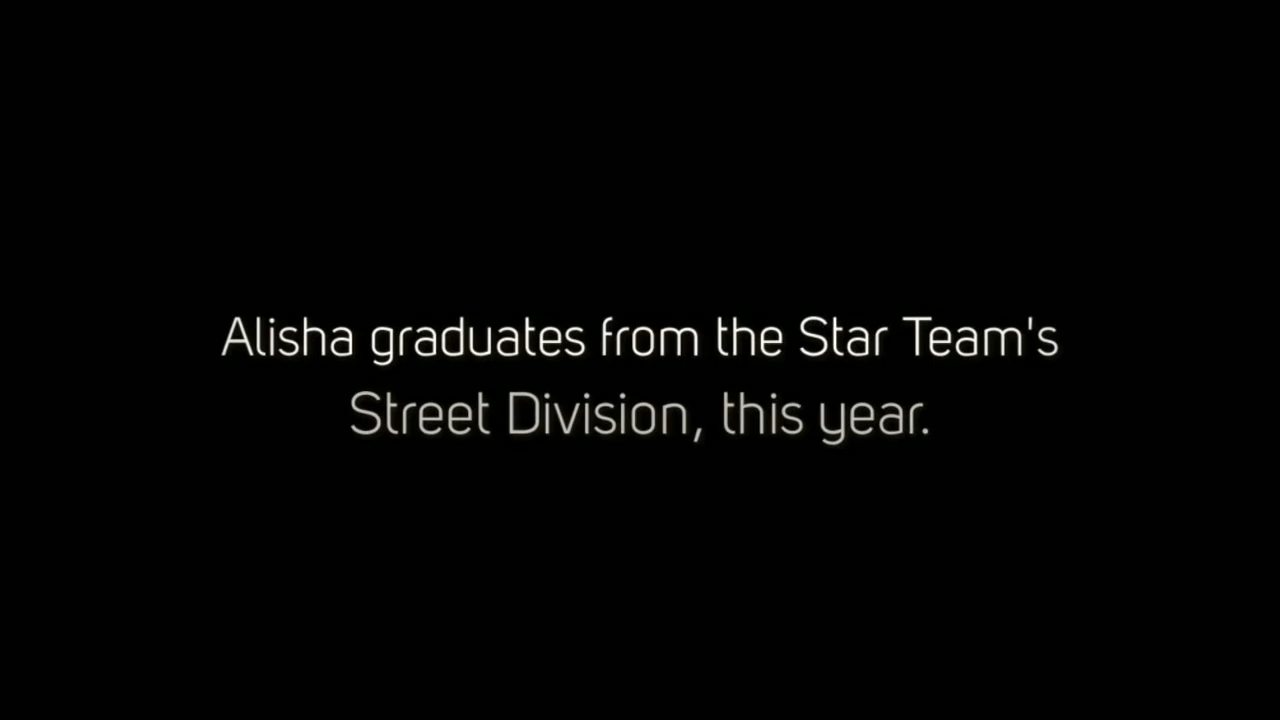 Alisha graduates from the Star Team's
Street Division, this year.